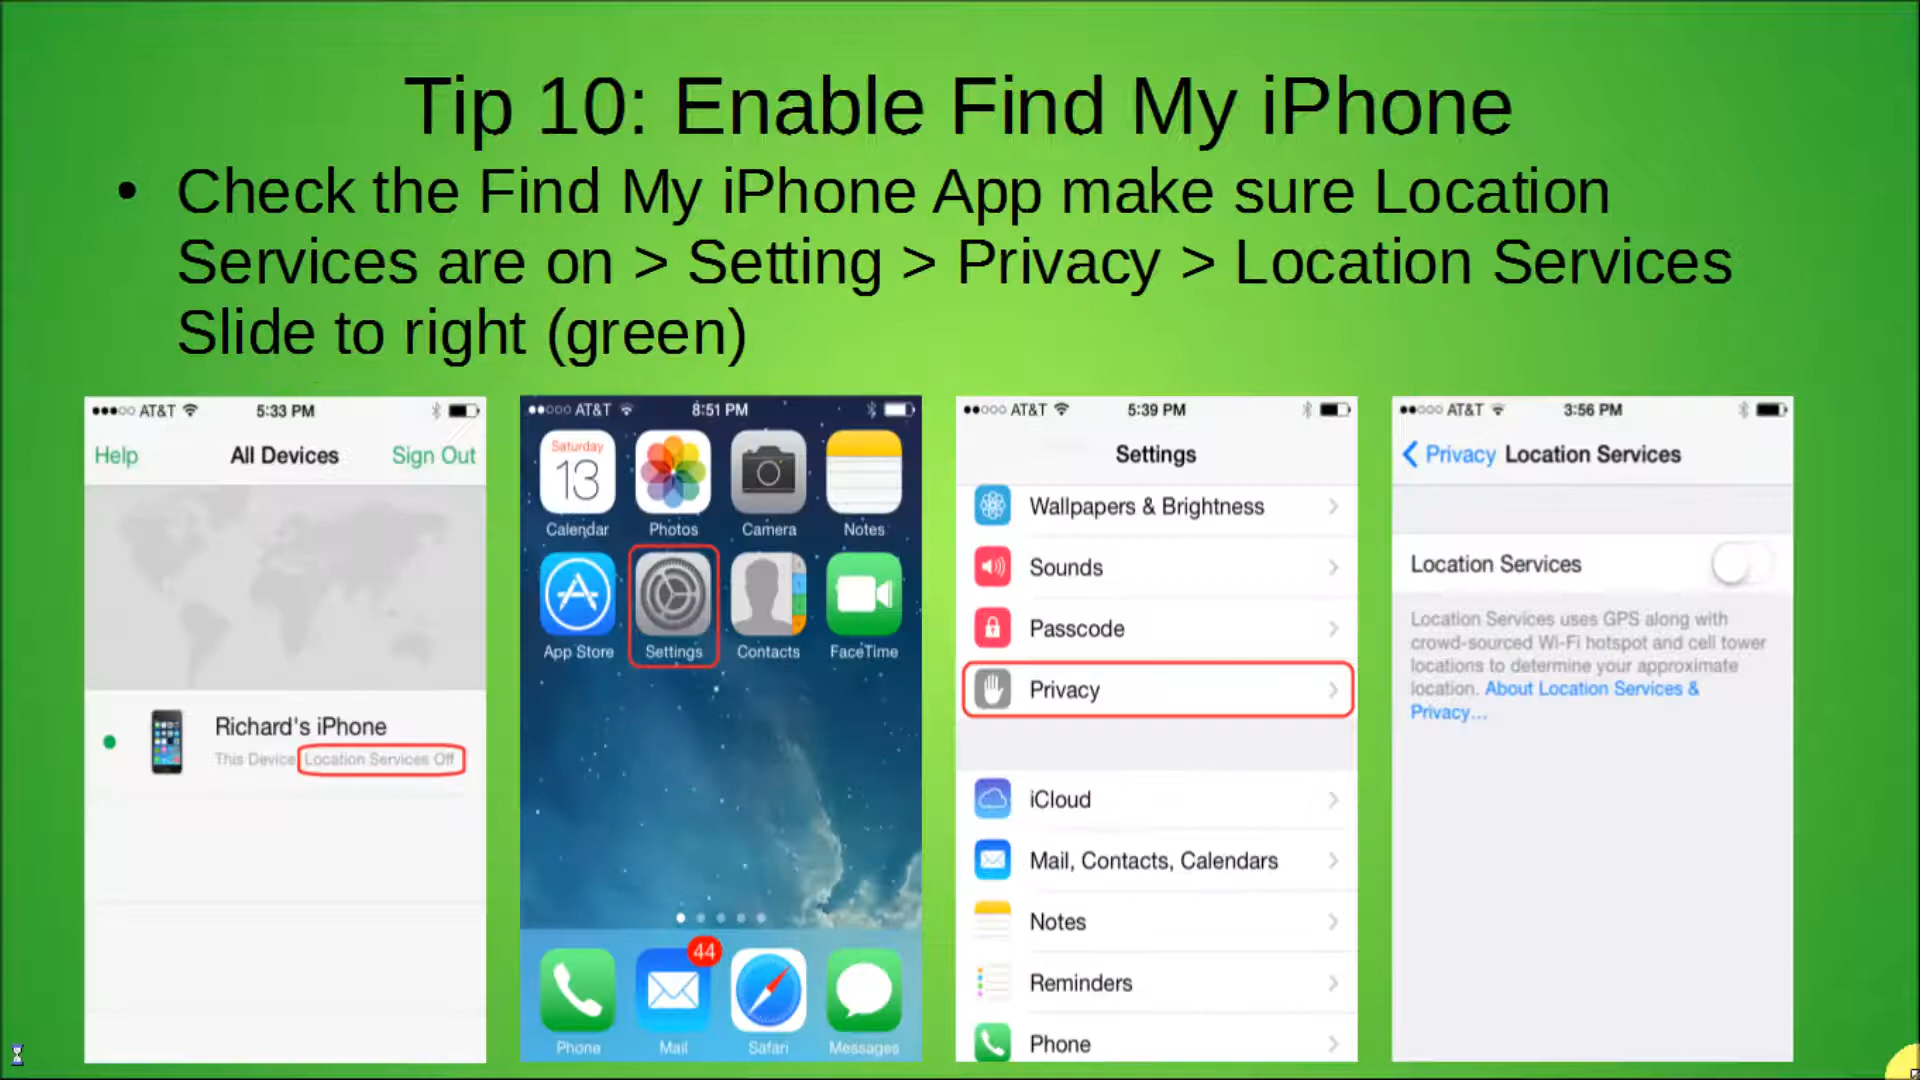 Tip 10: Enable Find My iPhone
• Check the Find My iPhone App make sure Location
Services are on > Setting > Privacy > Location Services
Slide to right (green)
AT&T 5:33 PM
Help All Devices Sign Out
Richard's iPhone
This Device Location Services Off
AT&T 8:51 PM
Saturday
13
Calendar Photos Camera Notes
App Store Settings Contacts FaceTime
44
Phone Mail Safari Messages
AT&T 5:39 PM
Settings
Wallpapers & Brightness
Sounds
Passcode
Privacy
iCloud
Mail, Contacts, Calendars
Notes
Reminders
Phone
AT&T 3:56 PM
Privacy Location Services
Location Services
Location Services uses GPS along with
crowd-sourced Wi-Fi hotspot and cell tower
locations to determine your approximate
location. About Location Services &
Privacy...